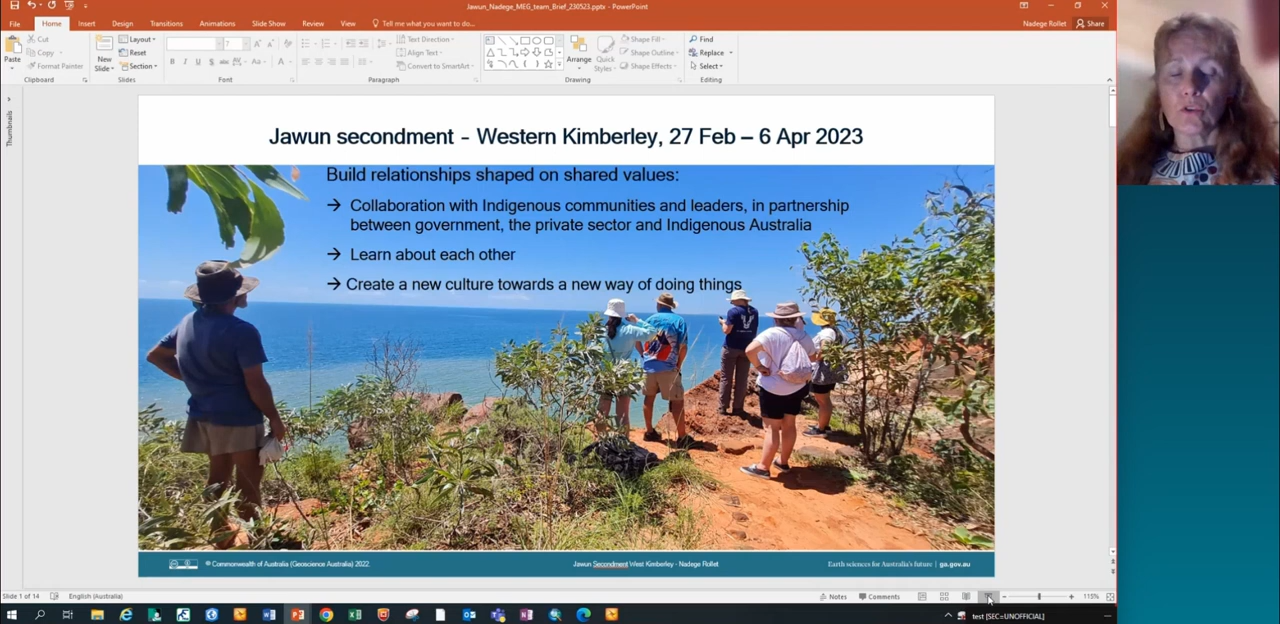 Jawun_Nadege_MEG_team_Brief_230523.pptx - PowerPoint
File Home Insert Design Transitions Animations Slide Show Review View Tell me what you want to do...
Nadege Rollet Share
Paste
Cut
Copy
Format Painter
Clipboard
New Slide
Layout
Reset
Section
Slides
Font
Text Direction
Align Text
Convert to SmartArt
Paragraph
Arrange
Quick Styles
Shape Fill
Shape Outline
Shape Effects
Drawing
Find
Replace
Select
Editing
Thumbnails
Jawun secondment - Western Kimberley, 27 Feb – 6 Apr 2023
Build relationships shaped on shared values:
→ Collaboration with Indigenous communities and leaders, in partnership
between government, the private sector and Indigenous Australia
→ Learn about each other
→ Create a new culture towards a new way of doing things
© Commonwealth of Australia (Geoscience Australia) 2022
Jawun Secondment West Kimberley - Nadege Rollet
Earth sciences for Australia's future | ga.gov.au
Slide 1 of 14 English (Australia)
Notes Comments 115%
test [SEC=UNOFFICIAL]